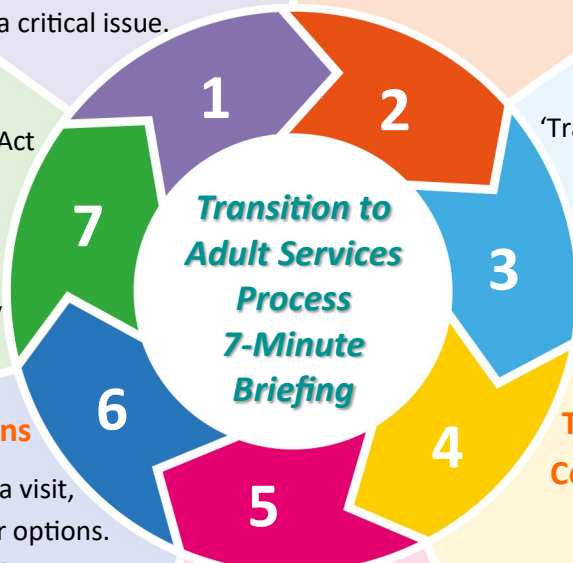 a critical issue.
1
2
Act
'Tra
Transition to
Adult Services
Process
7-Minute
Briefing
7
3
ns
6
T
4
Co
a visit,
r options.
5